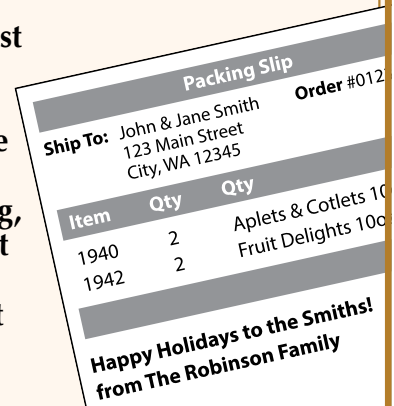 st
e
g,
t
t
Packing Slip
Ship To: John & Jane Smith Order #012
123 Main Street
City, WA 12345
Item Qty Qty
1940 2 Aplets & Cotlets 10
1942 2 Fruit Delights 10o
Happy Holidays to the Smiths!
from The Robinson Family